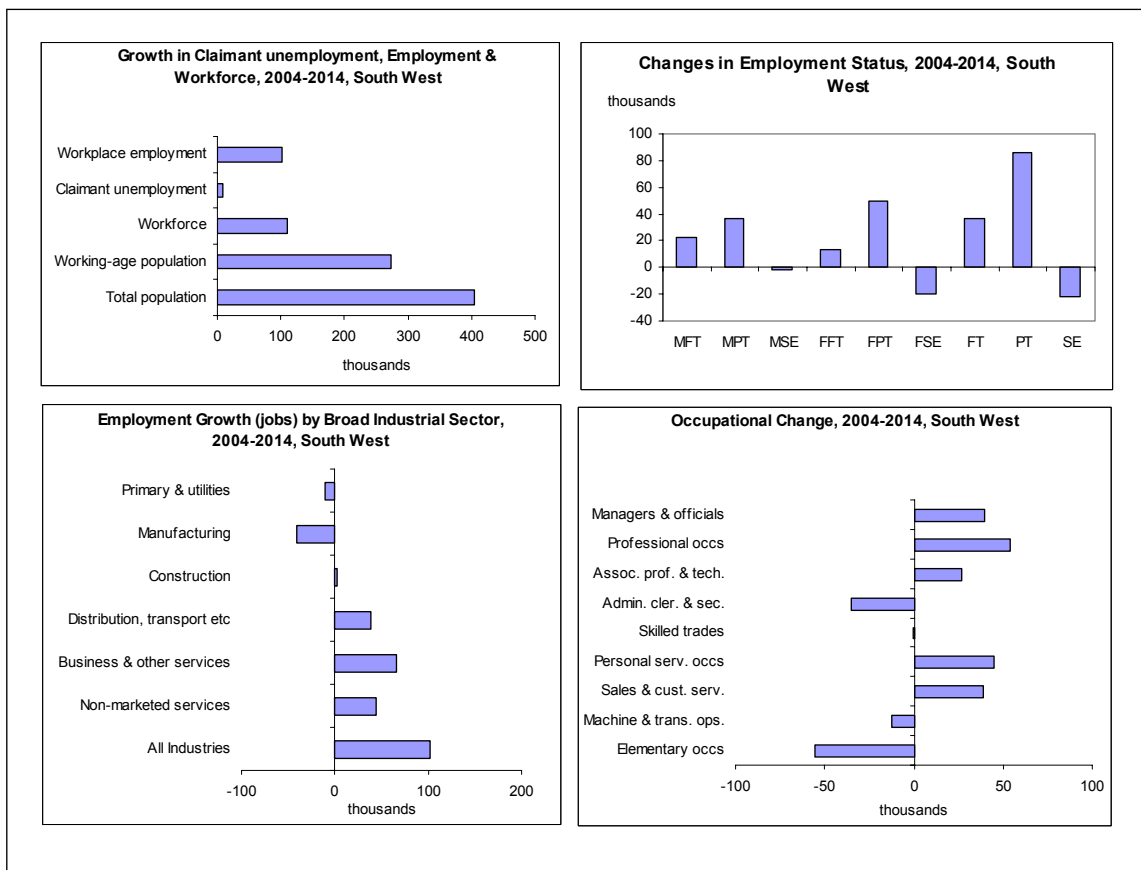 Growth in Claimant unemployment, Employment &
Workforce, 2004-2014, South West
Workplace employment
Claimant unemployment
Workforce
Working-age population
Total population
0 100 200 300 400 500
thousands
Changes in Employment Status, 2004-2014, South
West
thousands
100
80
60
40
20
0
-20
-40
MFT MPT MSE FFT FPT FSE FT PT SE
Employment Growth (jobs) by Broad Industrial Sector,
2004-2014, South West
Primary & utilities
Manufacturing
Construction
Distribution, transport etc
Business & other services
Non-marketed services
All Industries
-100 0 100 200
thousands
Occupational Change, 2004-2014, South West
Managers & officials
Professional occs
Assoc. prof. & tech.
Admin. cler. & sec.
Skilled trades
Personal serv. occs
Sales & cust. serv.
Machine & trans. ops.
Elementary occs
-100 -50 0 50 100
thousands